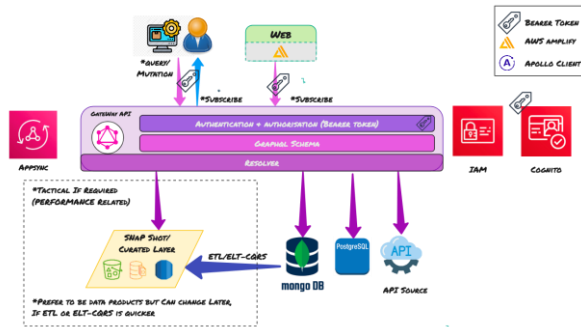 Bearer Token
AWS amplify
Apollo Client
Web
*Query/
Mutation
*Subscribe
*Subscribe
Gateway API
Authentication + authorisation (Bearer token)
Graphql Schema
Resolver
Appsync
IAM
Cognito
*Tactical If Required
(PERFORMANCE Related)
Snap Shot/
Curated Layer
ETL/ELT-CQRS
mongo DB
PostgreSQL
API
API Source
*Prefer to be data products but Can change Later,
If ETL or ELT-CQRS is quicker